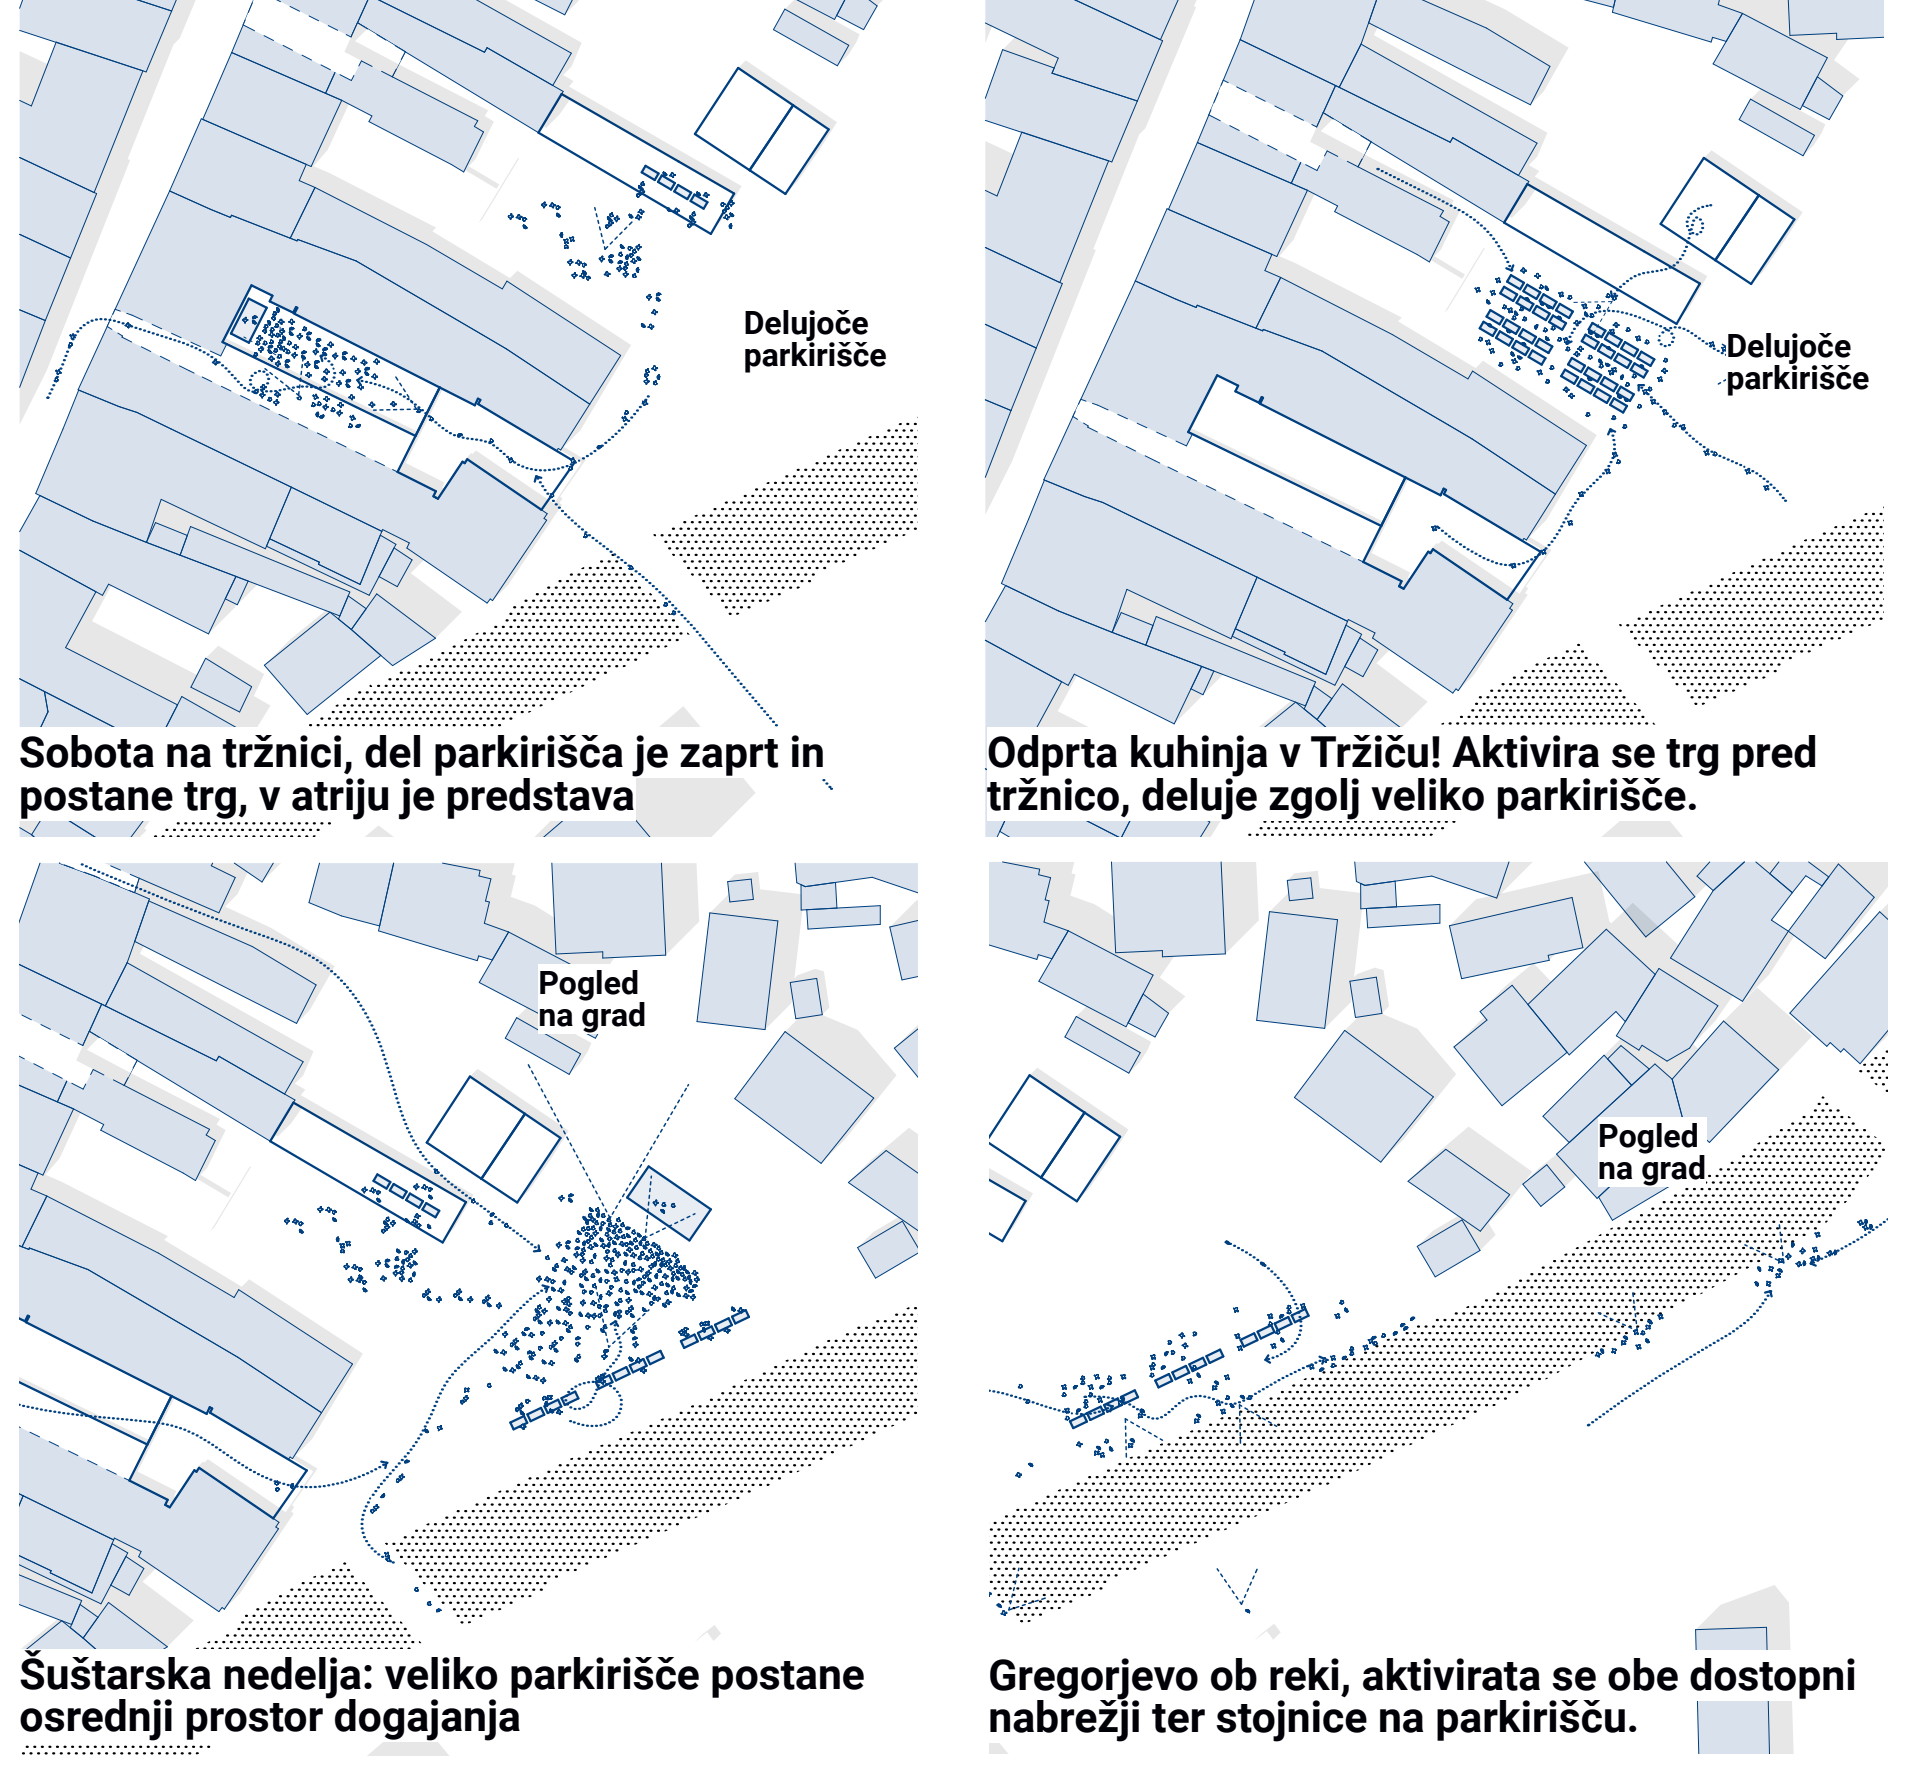 Delujoče
parkirišče
Sobota na tržnici, del parkirišča je zaprt in
postane trg, v atriju je predstava
Delujoče
parkirišče
Odprta kuhinja v Tržiču! Aktivira se trg pred
tržnico, deluje zgolj veliko parkirišče.
Pogled
na grad
Šuštarska nedelja: veliko parkirišče postane
osrednji prostor dogajanja
Pogled
na grad
Gregorjevo ob reki, aktivirata se obe dostopni
nabrežji ter stojnice na parkirišču.